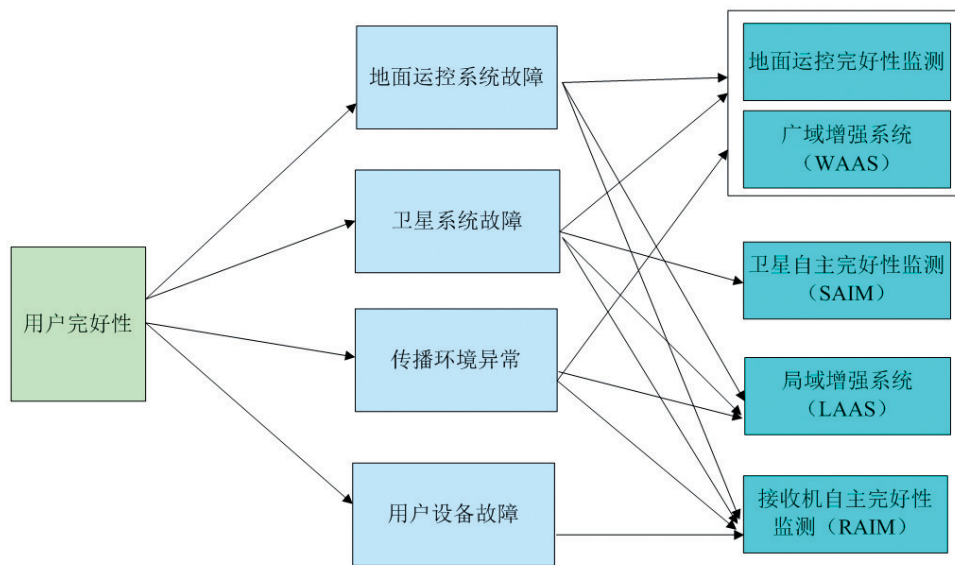 用户完好性
地面运控系统故障
卫星系统故障
传播环境异常
用户设备故障
地面运控完好性监测
广域增强系统
（WAAS）
卫星自主完好性监测
（SAIM）
局域增强系统
（LAAS）
接收机自主完好性
监测（RAIM）